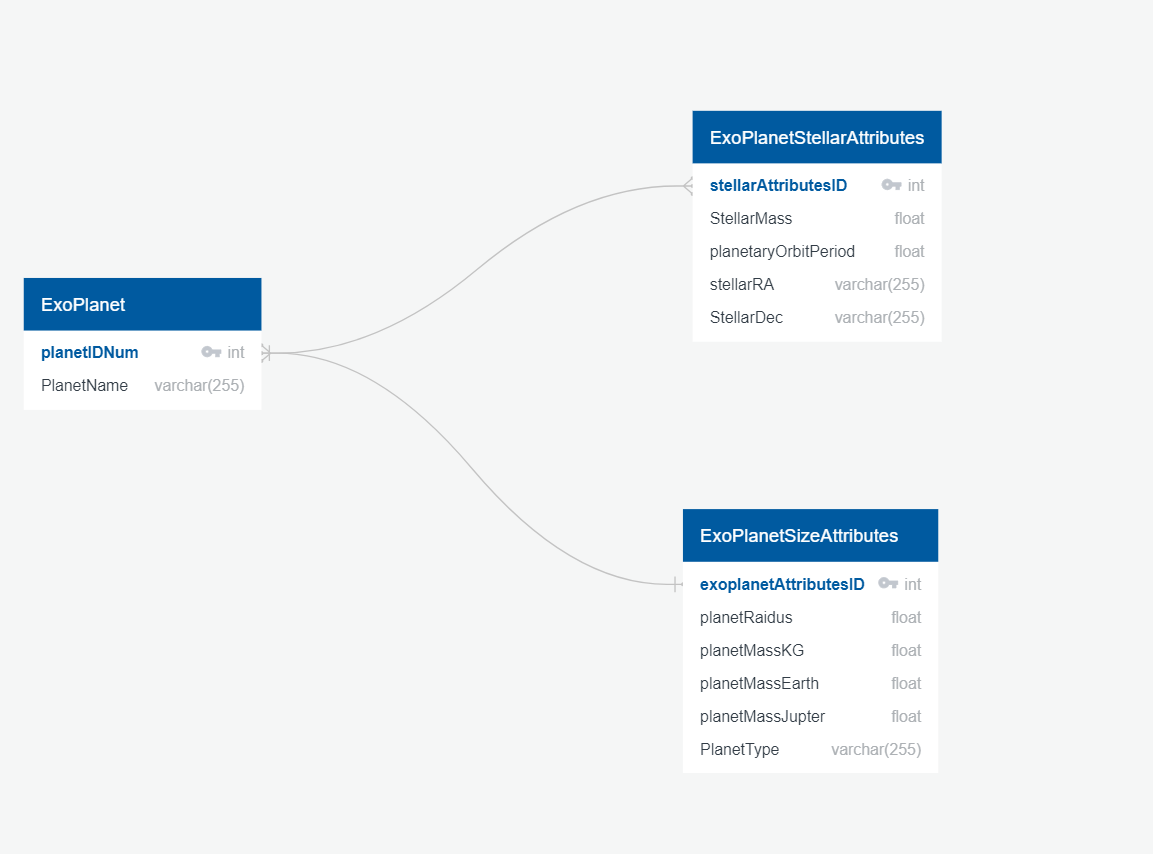 ExoPlanet
planetIDNum int
PlanetName varchar(255)
ExoPlanetStellarAttributes
stellarAttributesID int
StellarMass float
planetaryOrbitPeriod float
stellarRA varchar(255)
StellarDec varchar(255)
ExoPlanetSizeAttributes
exoplanetAttributesID int
planetRaidus float
planetMassKG float
planetMassEarth float
planetMassJupter float
PlanetType varchar(255)